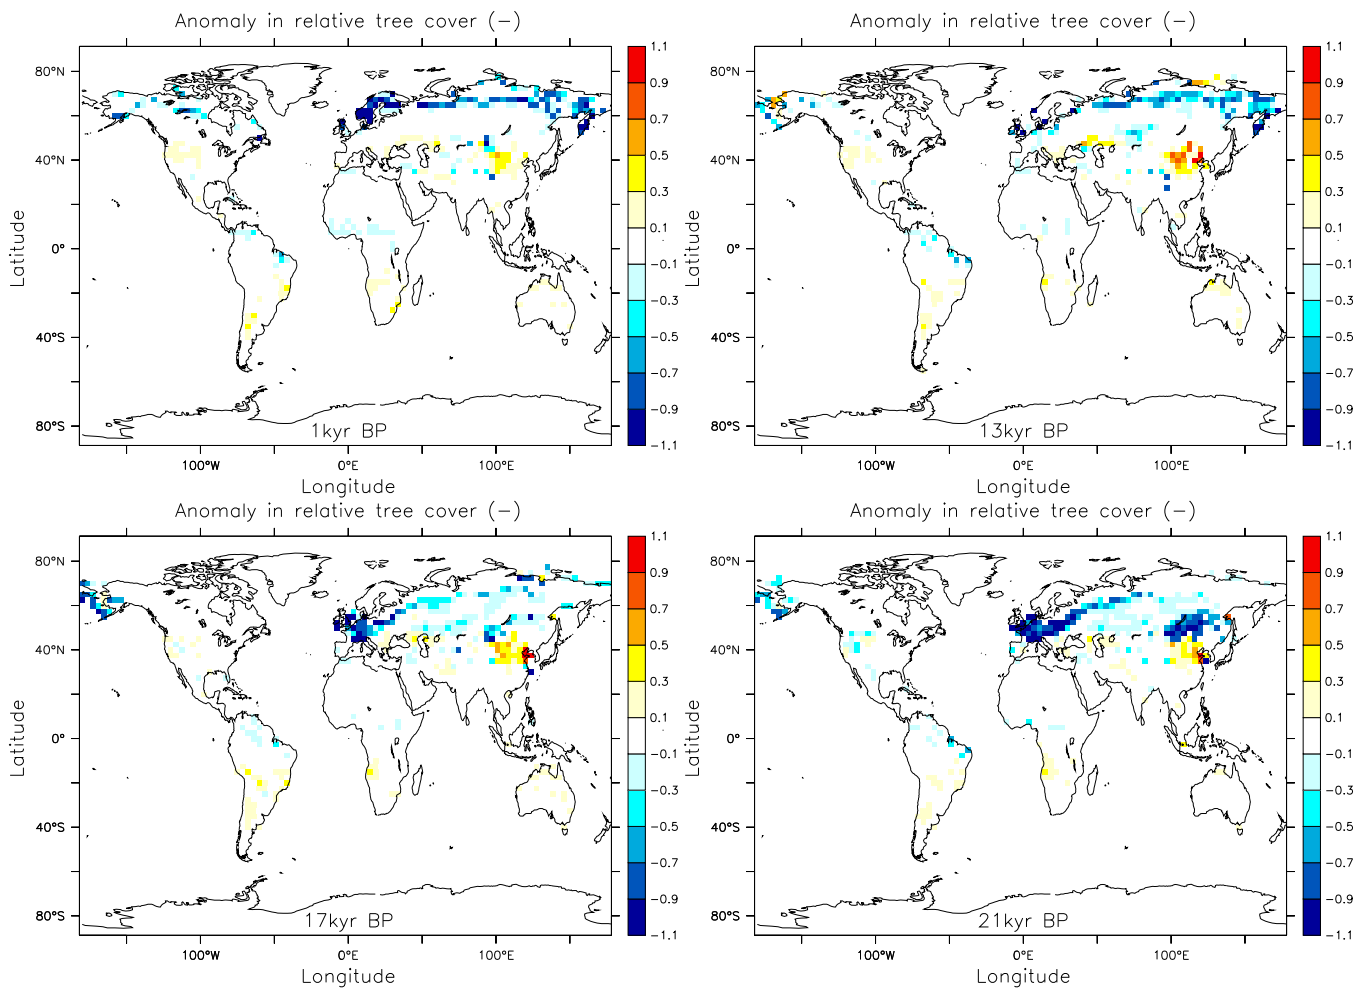 Anomaly in relative tree cover (−)
Anomaly in relative tree cover (−)
80°N
40°N
0°
40°S
80°S
Latitude
1.1
0.9
0.7
0.5
0.3
0.1
−0.1
−0.3
−0.5
−0.7
−0.9
−1.1
1kyr BP
100°W
0°E
100°E
Longitude
80°N
40°N
0°
40°S
80°S
Latitude
1.1
0.9
0.7
0.5
0.3
0.1
−0.1
−0.3
−0.5
−0.7
−0.9
−1.1
13kyr BP
100°W
0°E
100°E
Longitude
Anomaly in relative tree cover (−)
Anomaly in relative tree cover (−)
80°N
40°N
0°
40°S
80°S
Latitude
1.1
0.9
0.7
0.5
0.3
0.1
−0.1
−0.3
−0.5
−0.7
−0.9
−1.1
17kyr BP
100°W
0°E
100°E
Longitude
80°N
40°N
0°
40°S
80°S
Latitude
1.1
0.9
0.7
0.5
0.3
0.1
−0.1
−0.3
−0.5
−0.7
−0.9
−1.1
21kyr BP
100°W
0°E
100°E
Longitude